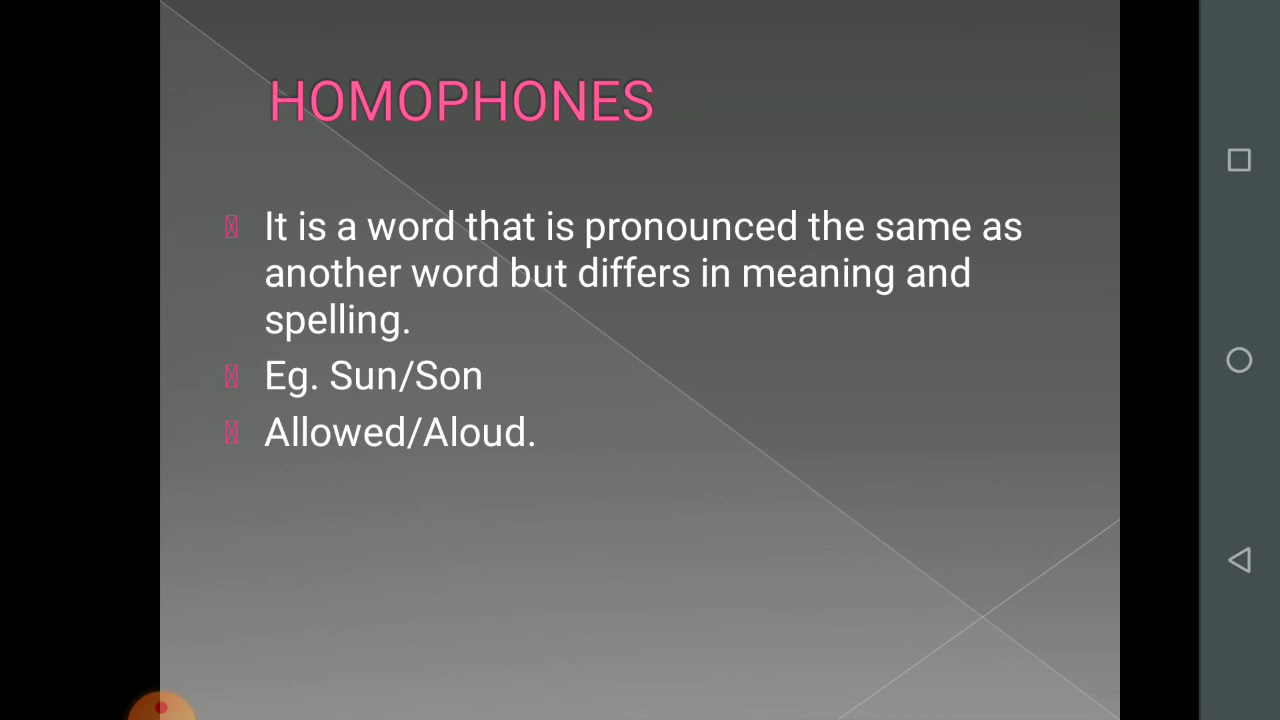 HOMOPHONES
It is a word that is pronounced the same as
another word but differs in meaning and
spelling.
Eg. Sun/Son
Allowed/Aloud.